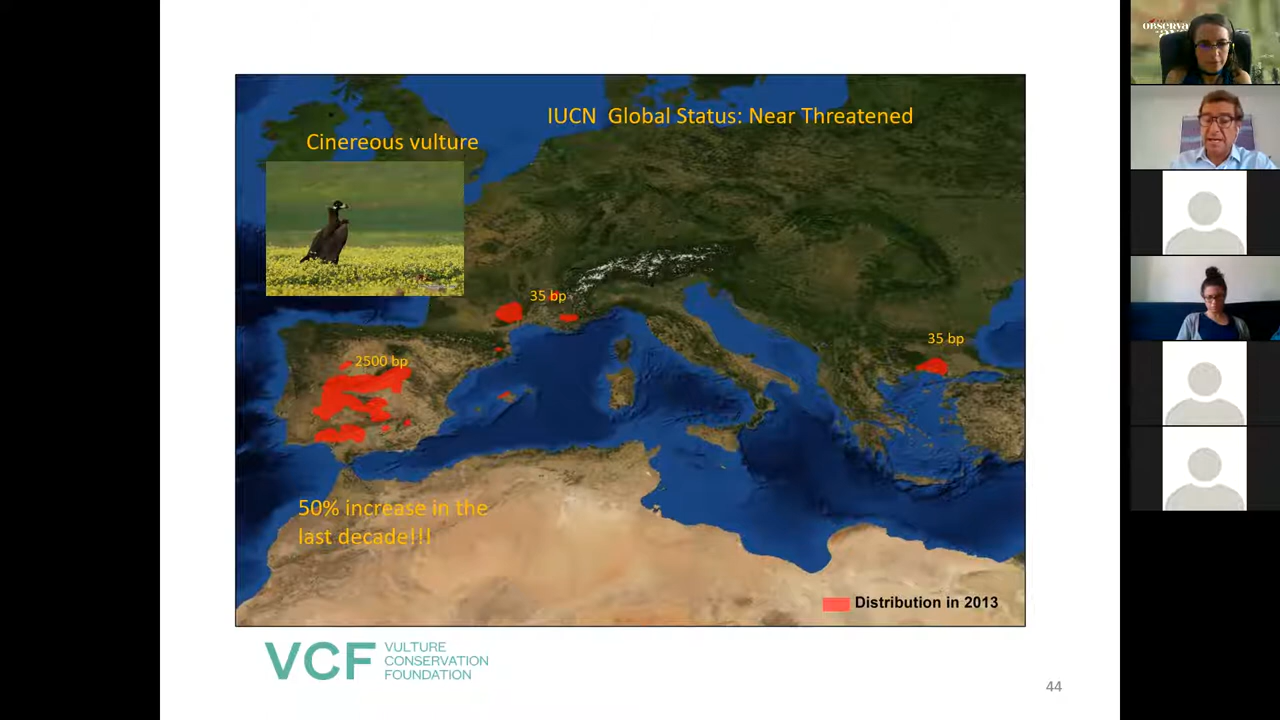 IUCN  Global Status: Near Threatened
Cinereous vulture
35 bp
35 bp
2500 bp
50% increase in the
last decade!!!
Distribution in 2013
VCF VULTURE
CONSERVATION
FOUNDATION
44